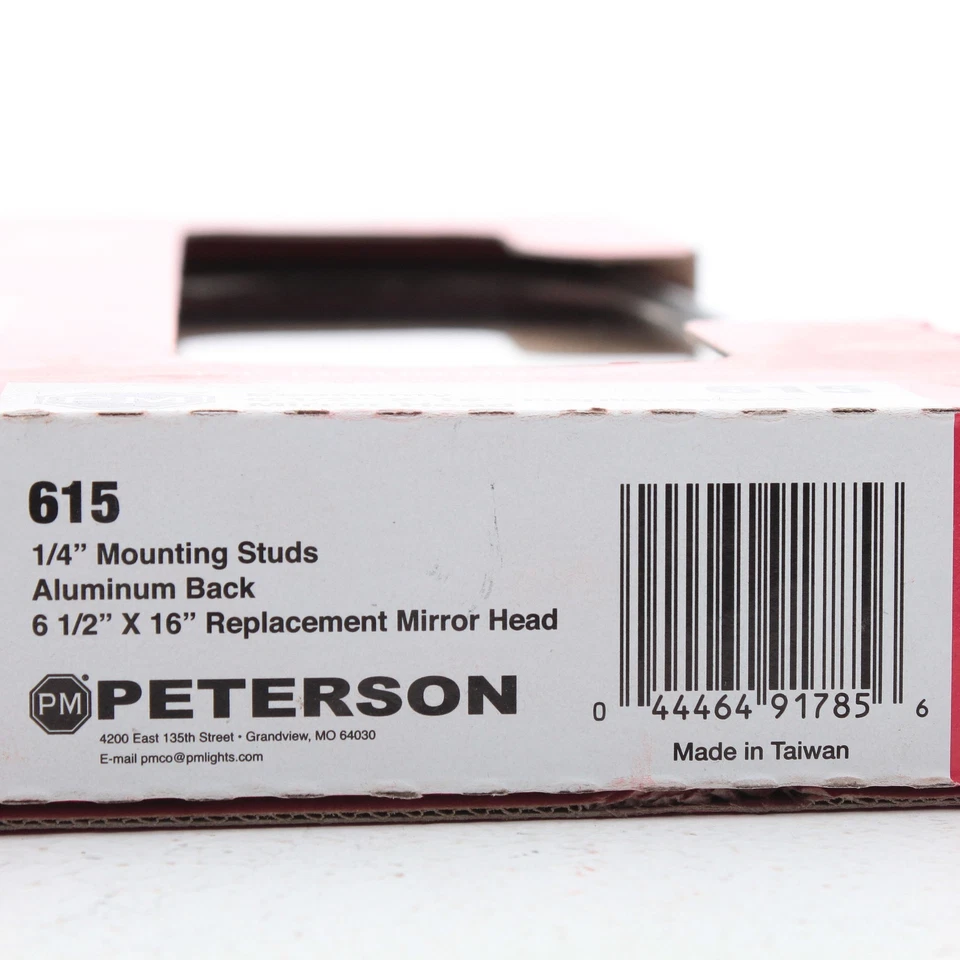 615
1/4” Mounting Studs
Aluminum Back
6 1/2” X 16” Replacement Mirror Head
PM PETERSON
4200 East 135th Street • Grandview, MO 64030
E-mail pmco@pmlights.com
0 44464 91785 6
Made in Taiwan
615